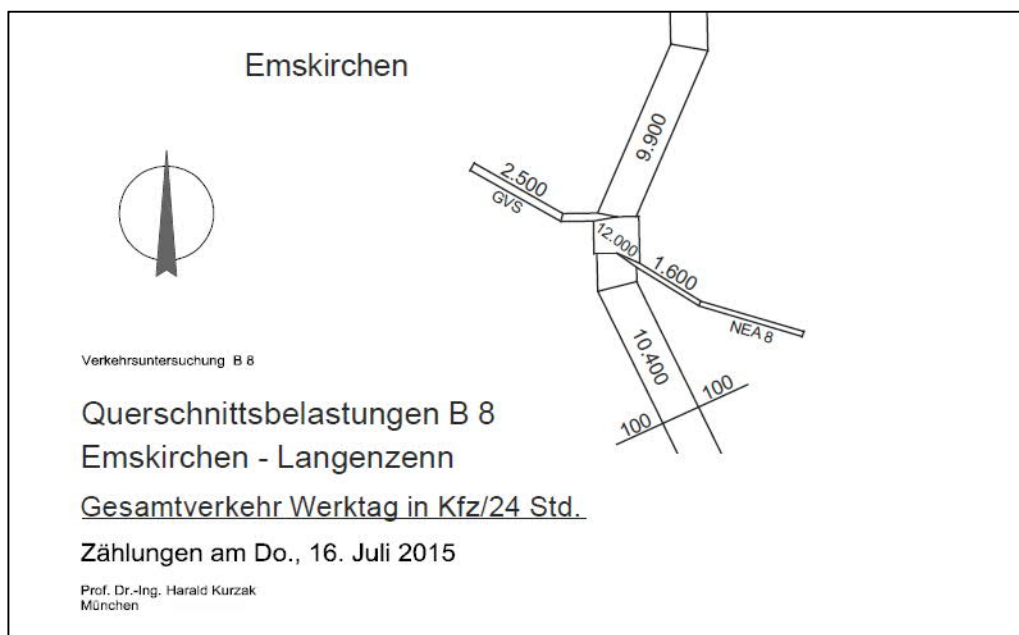 Emskirchen
9.900
2.500
GVS
12.000
1.600
NEA 8
10.400
100
100
Verkehrsuntersuchung B 8
Querschnittsbelastungen B 8
Emskirchen - Langenzenn
Gesamtverkehr Werktag in Kfz/24 Std.
Zählungen am Do., 16. Juli 2015
Prof. Dr.-Ing. Harald Kurzak
München